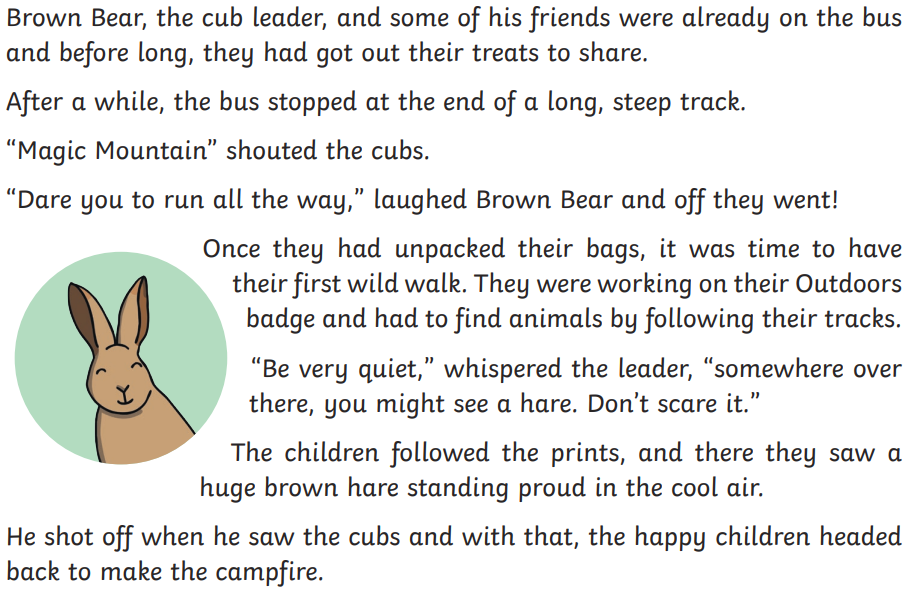 Brown Bear, the cub leader, and some of his friends were already on the bus
and before long, they had got out their treats to share.
After a while, the bus stopped at the end of a long, steep track.
“Magic Mountain” shouted the cubs.
“Dare you to run all the way,” laughed Brown Bear and off they went!
Once they had unpacked their bags, it was time to have
their first wild walk. They were working on their Outdoors
badge and had to find animals by following their tracks.
“Be very quiet,” whispered the leader, “somewhere over
there, you might see a hare. Don’t scare it.”
The children followed the prints, and there they saw a
huge brown hare standing proud in the cool air.
He shot off when he saw the cubs and with that, the happy children headed
back to make the campfire.